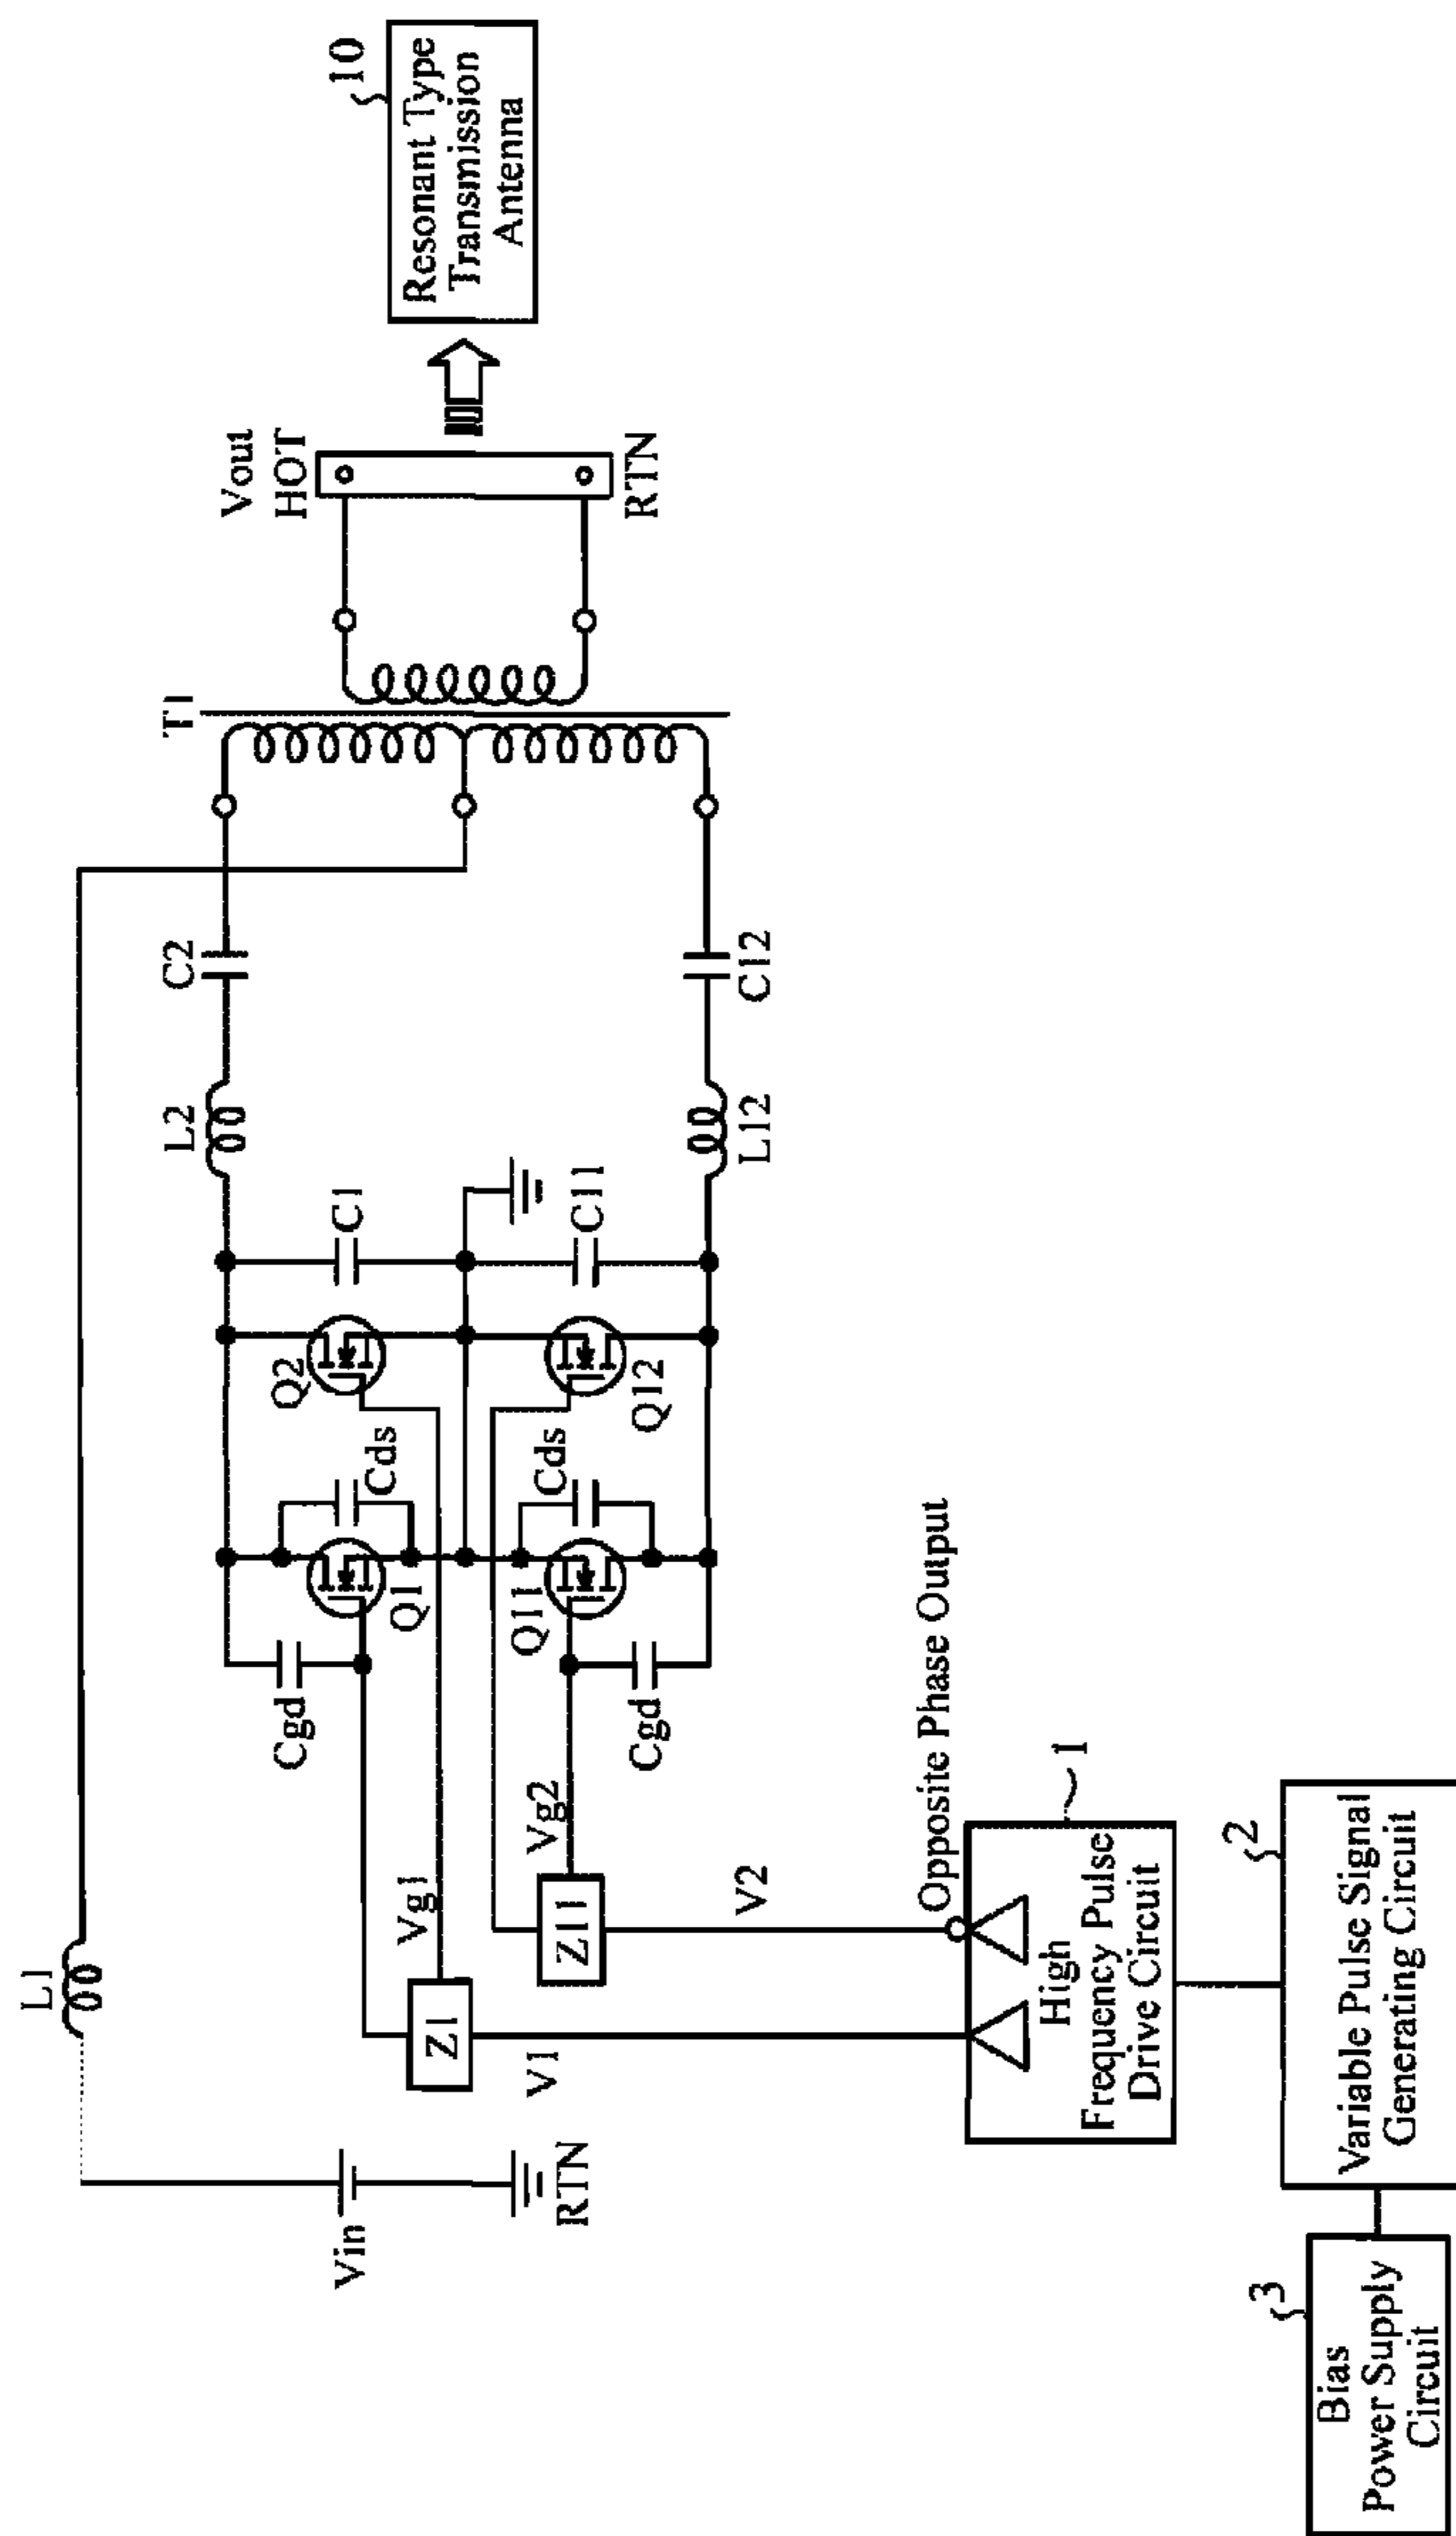 L1
Vin
RTN
Cgd
Q1
Cds
Q2
C1
L2
C2
T1
Vout
HOT
RTN
10
Resonant Type
Transmission
Antenna
Vg1
Z1
V1
Vg2
Z11
V2
Cgd
Q11
Cds
Q12
C11
L12
C12
Opposite Phase Output
1
High
Frequency Pulse
Drive Circuit
2
Variable Pulse Signal
Generating Circuit
3
Bias
Power Supply
Circuit